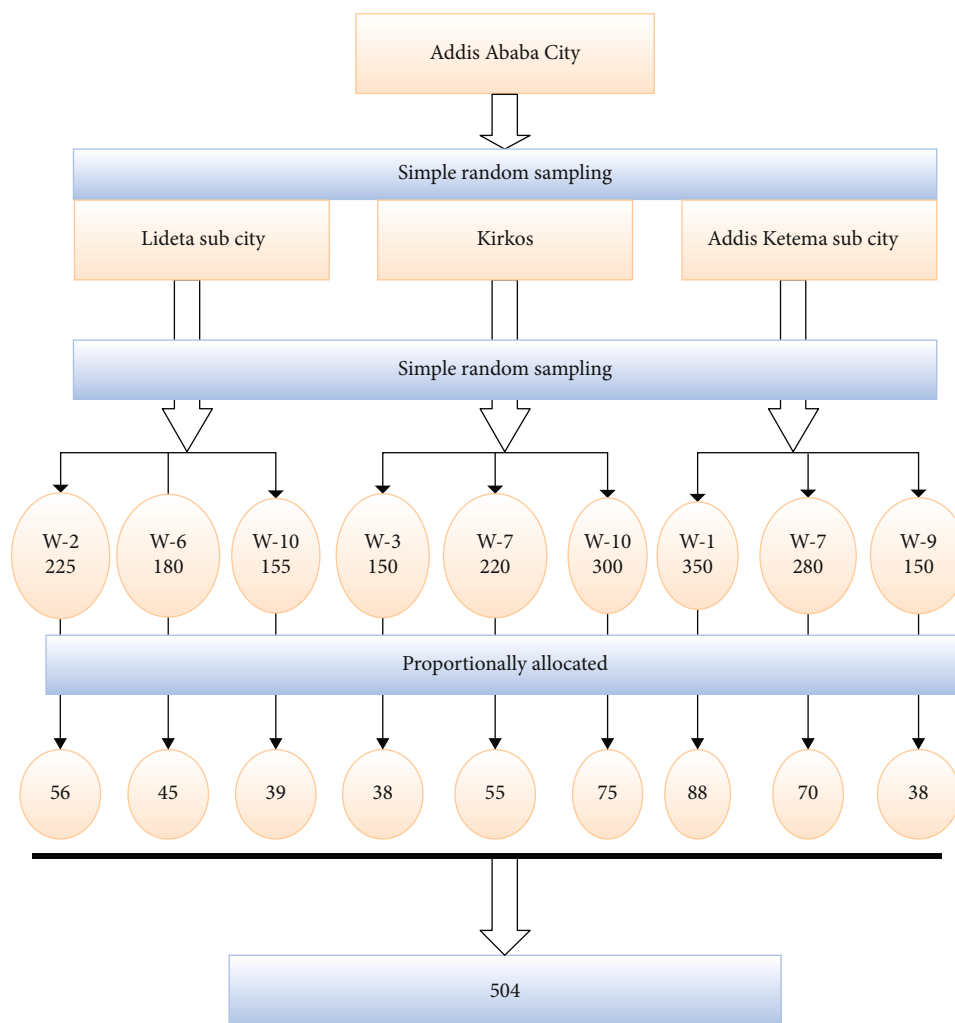 Addis Ababa City
Simple random sampling
Lideta sub city
Kirkos
Addis Ketema sub city
Simple random sampling
W-2
225
W-6
180
W-10
155
W-3
150
W-7
220
W-10
300
W-1
350
W-7
280
W-9
150
Proportionally allocated
56
45
39
38
55
75
88
70
38
504